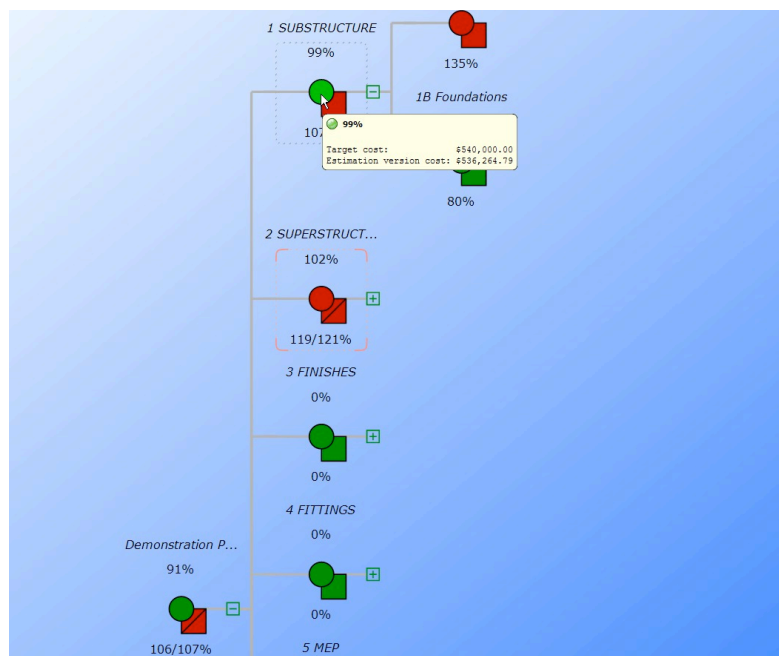 1 SUBSTRUCTURE
99%
135%
1B Foundations
99%
Target cost: $540,000.00
Estimation version cost: $536,264.79
80%
2 SUPERSTRUCT...
102%
119/121%
3 FINISHES
0%
0%
4 FITTINGS
0%
0%
Demonstration P...
91%
106/107%
5 MEP